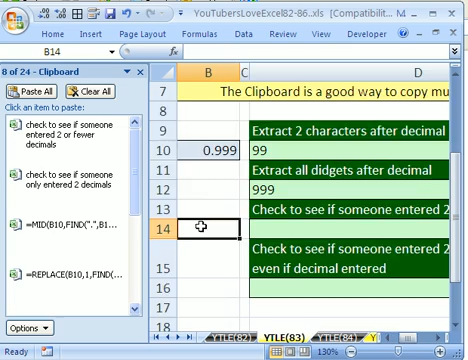 YouTubersLoveExcel82-86...xls [Compatibilit...
Home Insert Page Layout Formulas Data Review View
B14
8 of 24 - Clipboard
Paste All Clear All
Click an item to paste:
check to see if someone
entered 2 or fewer
decimals
check to see if someone
only entered 2 decimals
=MID(B10,FIND(".",B1...
=REPLACE(B10,1,FIND(...
Options
B C D
7 The Clipboard is a good way to copy mu
8
9 Extract 2 characters after decimal
10 0.999 99
11 Extract all didgets after decimal
12 999
13 Check to see if someone entered 2
14
15 Check to see if someone entered 2
even if decimal entered
16
17
18
YTLE(82) YTLE(83) YTLE(84)
Ready 130%